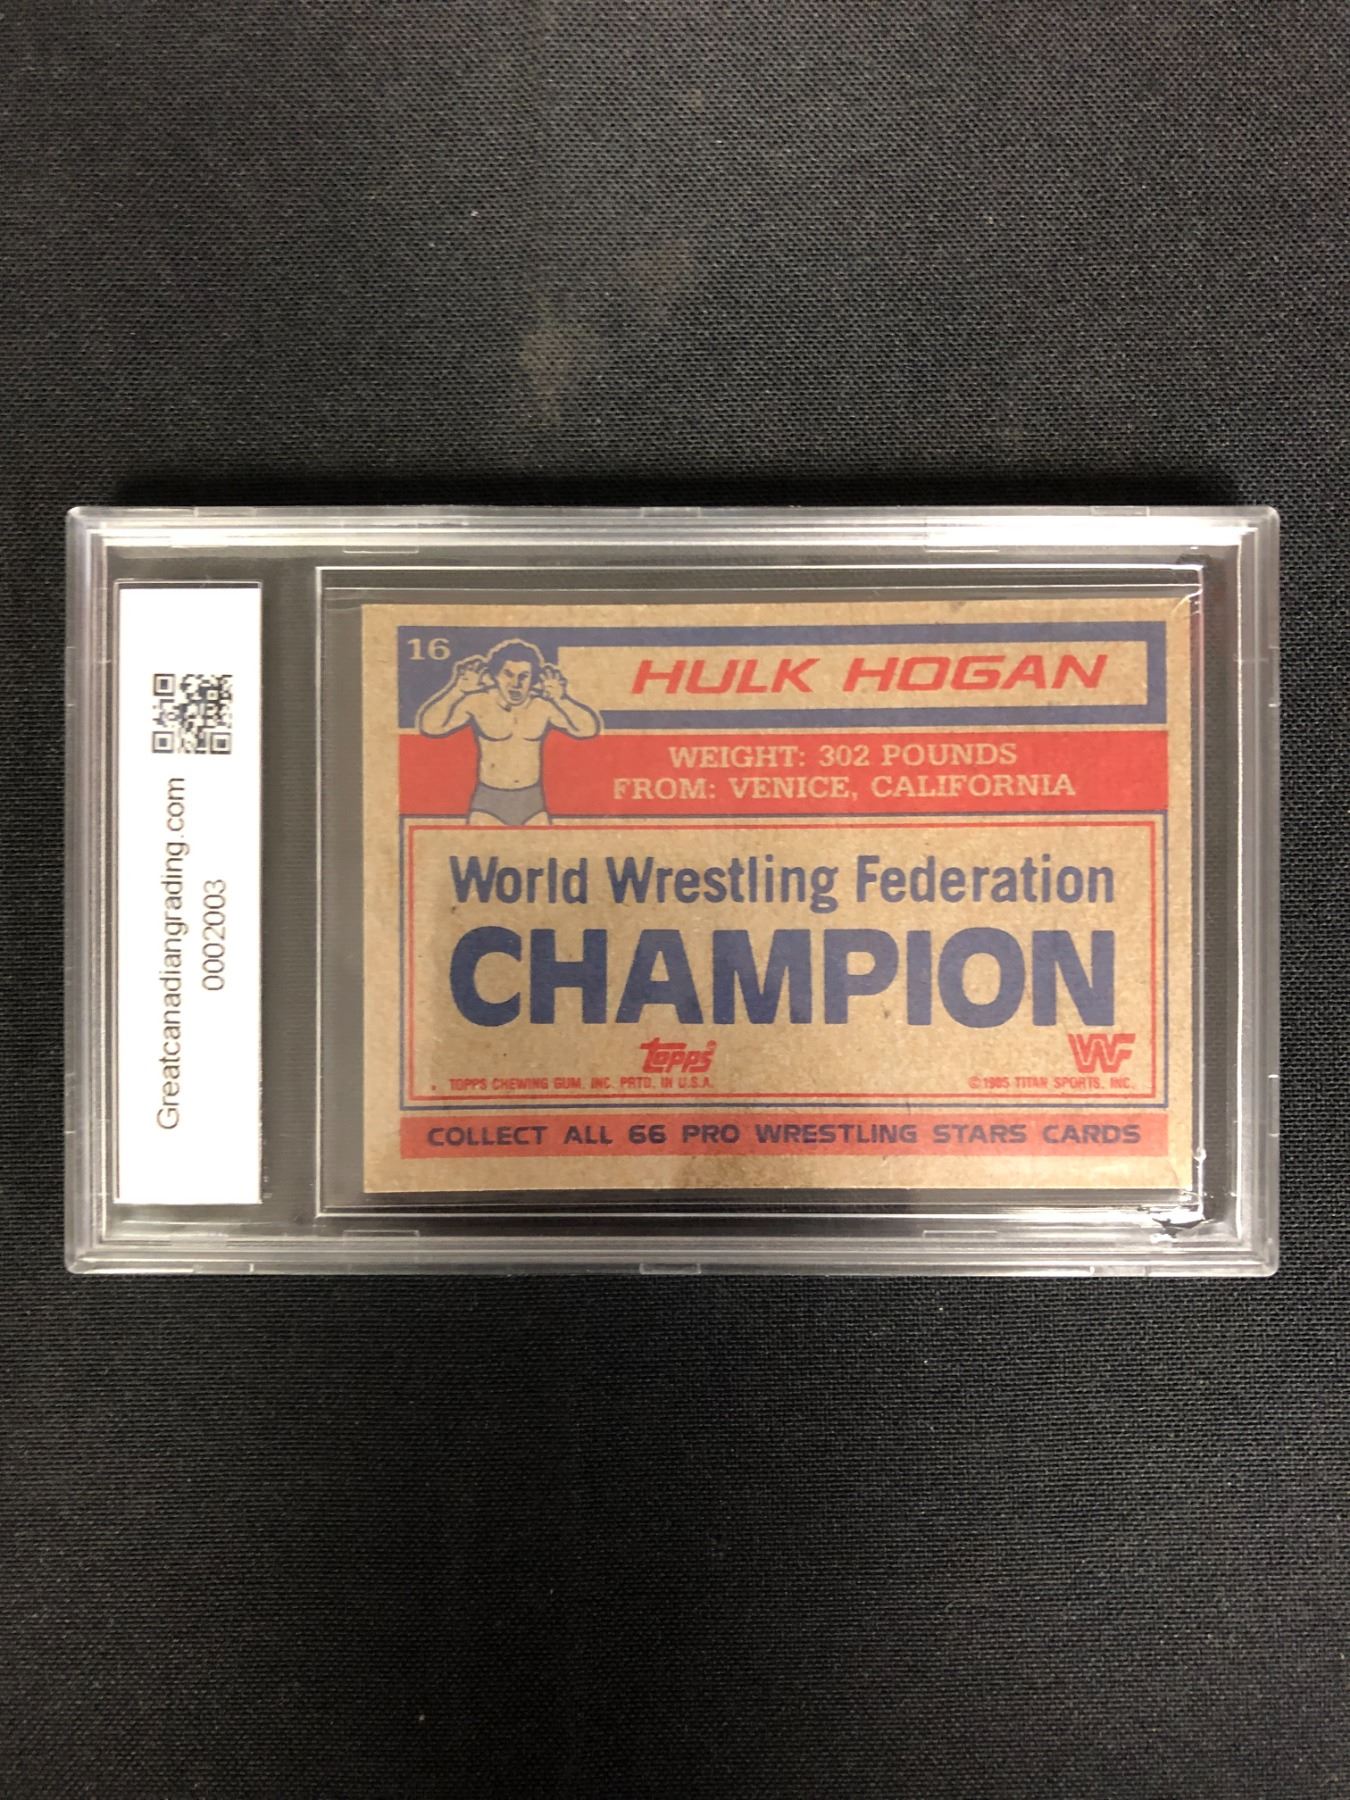 16
HULK HOGAN
WEIGHT: 302 POUNDS
FROM: VENICE, CALIFORNIA
World Wrestling Federation
CHAMPION
topps®
WF
. TOPPS CHEWING GUM, INC. PRTD. IN U.S.A.
©1985 TITAN SPORTS, INC.
COLLECT ALL 66 PRO WRESTLING STARS CARDS
Greatcanadiangrading.com
0002003